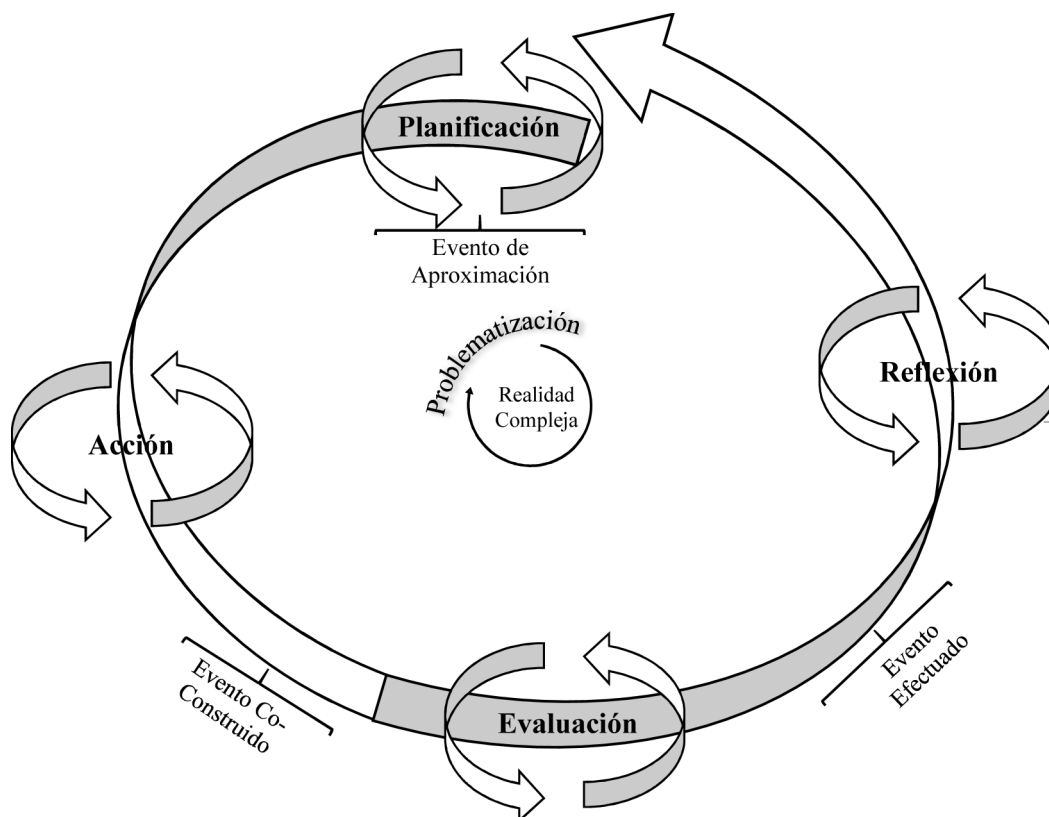 Planificación
Evento de
Aproximación
Problematización
Realidad
Compleja
Reflexión
Acción
Evento Co-
Construido
Evaluación
Evento
Efectuado